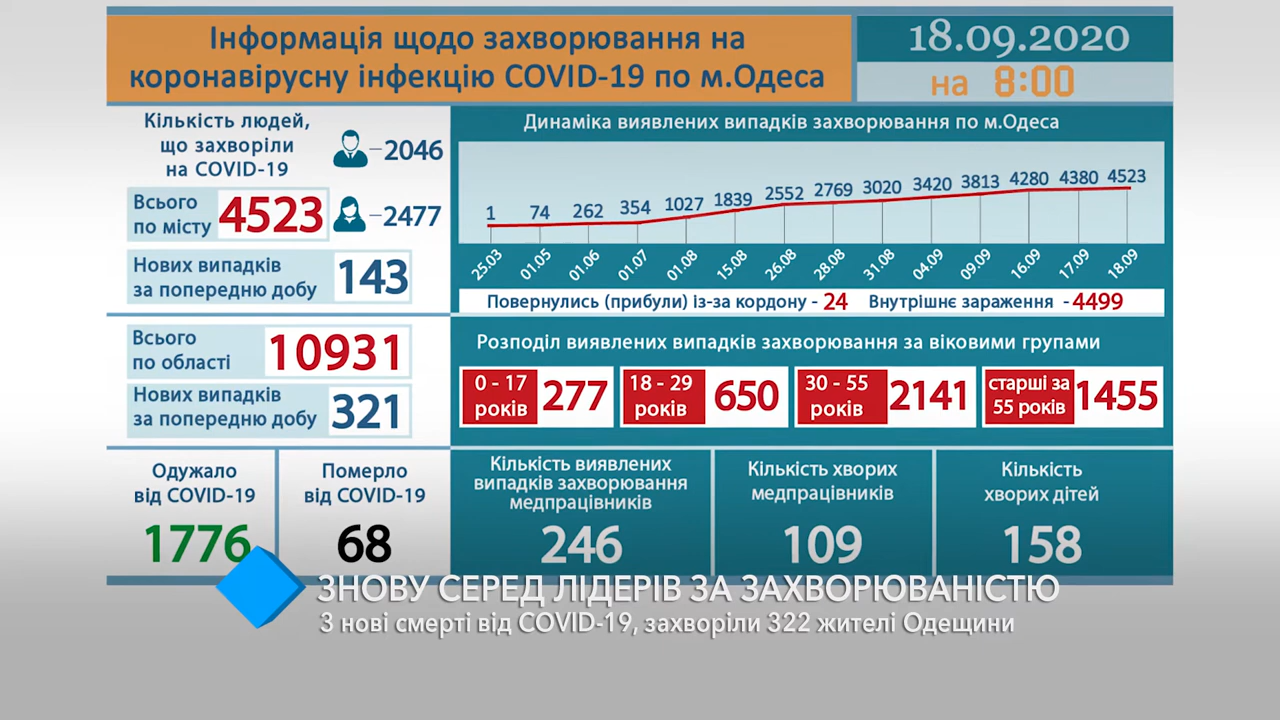 Інформація щодо захворювання на
коронавірусну інфекцію COVID-19 по м.Одеса
18.09.2020
на 8:00
Кількість людей,
що захворіли
на COVID-19
-2046
-2477
Всього
по місту
4523
Нових випадків
за попередню добу
143
Динаміка виявлених випадків захворювання по м.Одеса
1 74 262 354 1027 1839 2552 2769 3020 3420 3813 4280 4380 4523
25.03 01.05 01.06 01.07 01.08 15.08 26.08 28.08 31.08 04.09 09.09 16.09 17.09 18.09
Повернулись (прибули) із-за кордону - 24 Внутрішнє зараження - 4499
Всього
по області
10931
Нових випадків
за попередню добу
321
Розподіл виявлених випадків захворювання за віковими групами
0 - 17
років
277
18 - 29
років
650
30 - 55
років
2141
старші за
55 років
1455
Одужало
від COVID-19
1776
Померло
від COVID-19
68
Кількість виявлених
випадків захворювання
медпрацівників
246
Кількість хворих
медпрацівників
109
Кількість
хворих дітей
158
ЗНОВУ СЕРЕД ЛІДЕРІВ ЗА ЗАХВОРЮВАНІСТЮ
3 нові смерті від COVID-19, захворіли 322 жителі Одещини